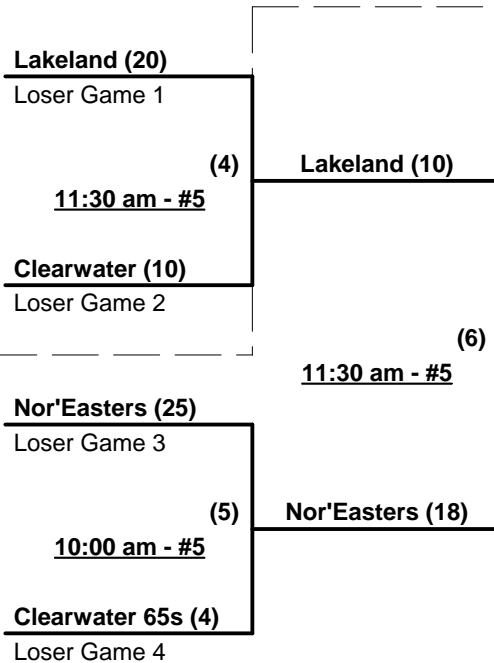 Lakeland (20)
Loser Game 1
(4)
Lakeland (10)
11:30 am - #5
Clearwater (10)
Loser Game 2
(6)
11:30 am - #5
Nor'Easters (25)
Loser Game 3
(5)
Nor'Easters (18)
10:00 am - #5
Clearwater 65s (4)
Loser Game 4